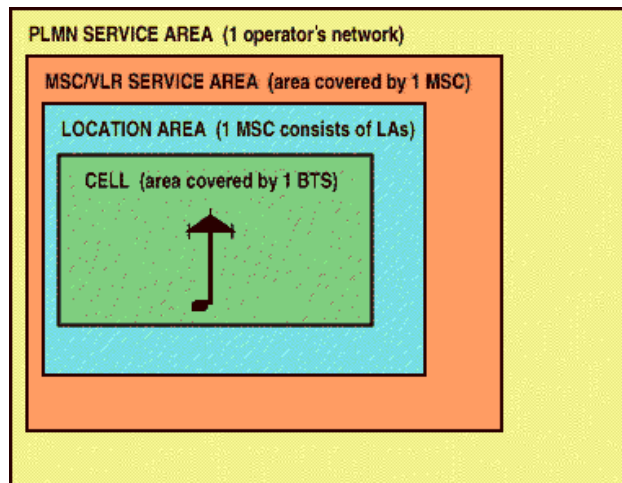 PLMN SERVICE AREA (1 operator's network)
MSC/VLR SERVICE AREA (area covered by 1 MSC)
LOCATION AREA (1 MSC consists of LAs)
CELL (area covered by 1 BTS)